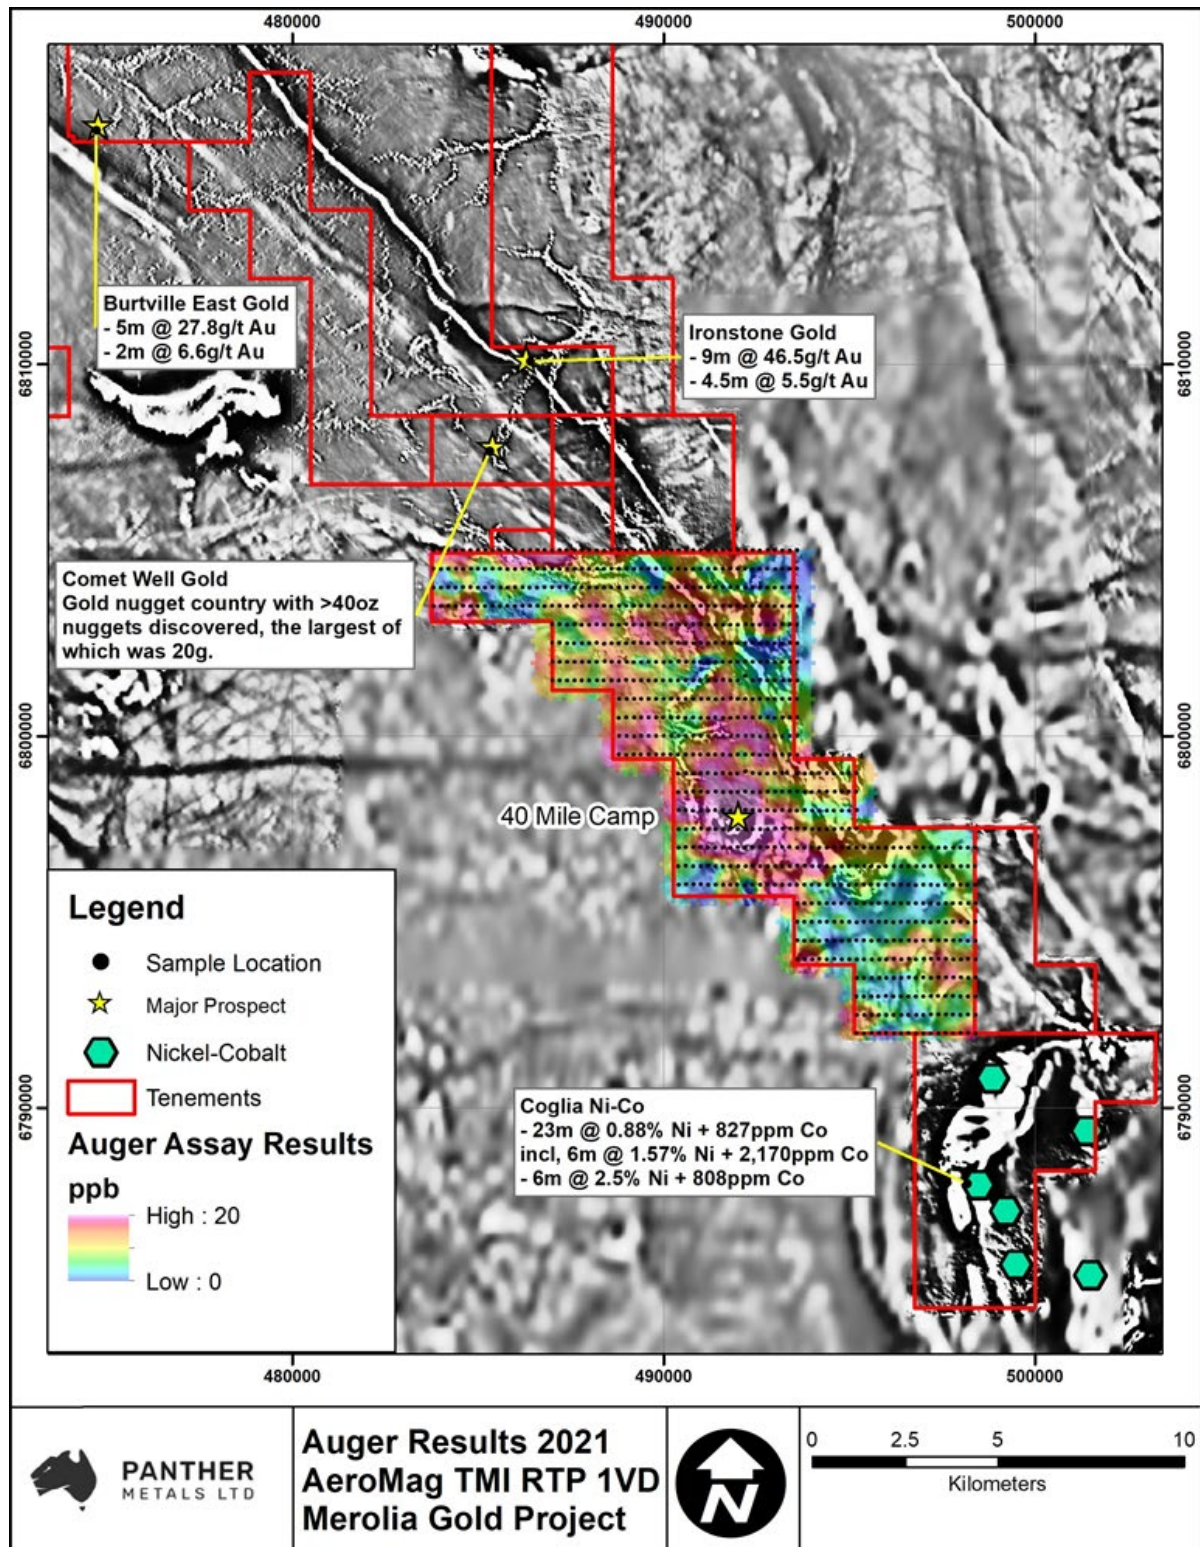 480000
490000
500000
6810000
6800000
6790000
6810000
6800000
6790000
Burtville East Gold
- 5m @ 27.8g/t Au
- 2m @ 6.6g/t Au
Ironstone Gold
- 9m @ 46.5g/t Au
- 4.5m @ 5.5g/t Au
Comet Well Gold
Gold nugget country with >40oz
nuggets discovered, the largest of
which was 20g.
40 Mile Camp
Legend
Sample Location
Major Prospect
Nickel-Cobalt
Tenements
Auger Assay Results
ppb
High : 20
Low : 0
Coglia Ni-Co
- 23m @ 0.88% Ni + 827ppm Co
incl, 6m @ 1.57% Ni + 2,170ppm Co
- 6m @ 2.5% Ni + 808ppm Co
480000
490000
500000
PANTHER
METALS LTD
Auger Results 2021
AeroMag TMI RTP 1VD
Merolia Gold Project
N
0 2.5 5 10
Kilometers